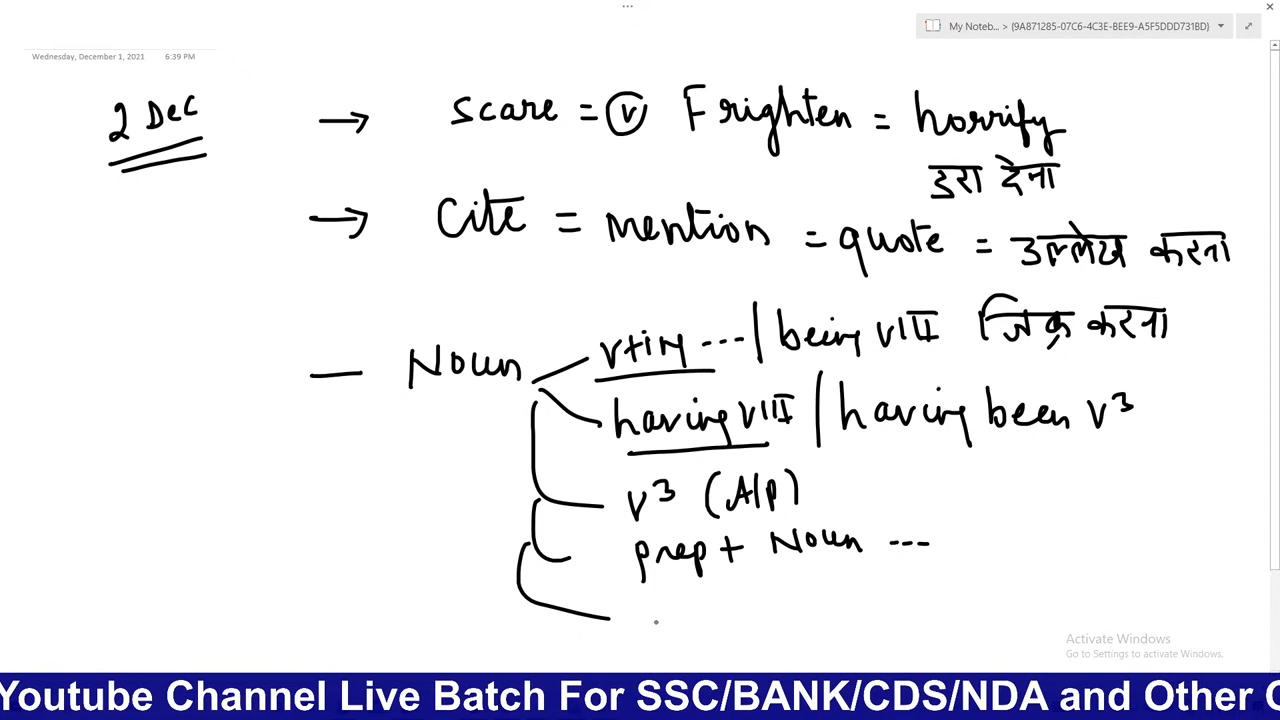 My Noteb... > {9A871285-07C6-4C3E-BEE9-A5F5DDD731BD}
Wednesday, December 1, 2021 6:39 PM
2 Dec → scare = (v) Frighten = horrify
डरा देना
→ cite = mention = quote = उल्लेख करना
जिक्र करना
— Noun v+ing ... | being vIII
having vIII | having been v³
v³ (A/p)
prep + Noun ---
Activate Windows
Go to Settings to activate Windows.
Youtube Channel Live Batch For SSC/BANK/CDS/NDA and Other